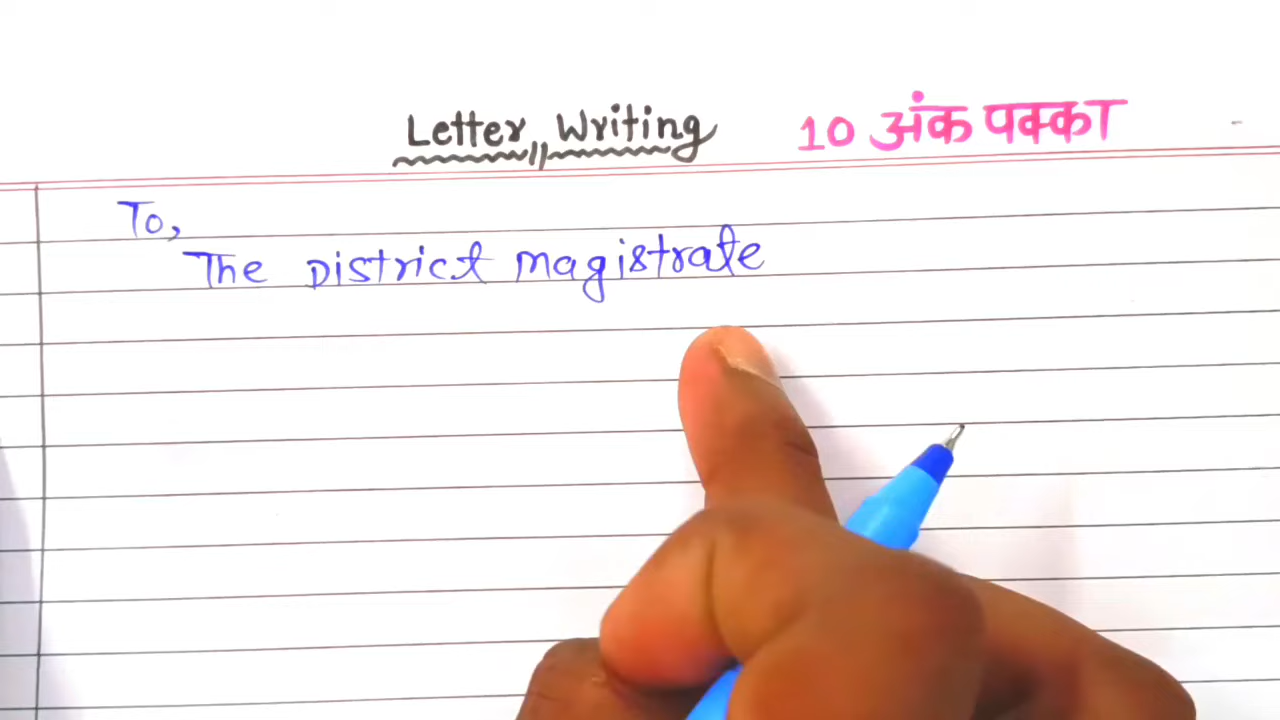 Letter Writing 10 अंक पक्का
To,
The District magistrate